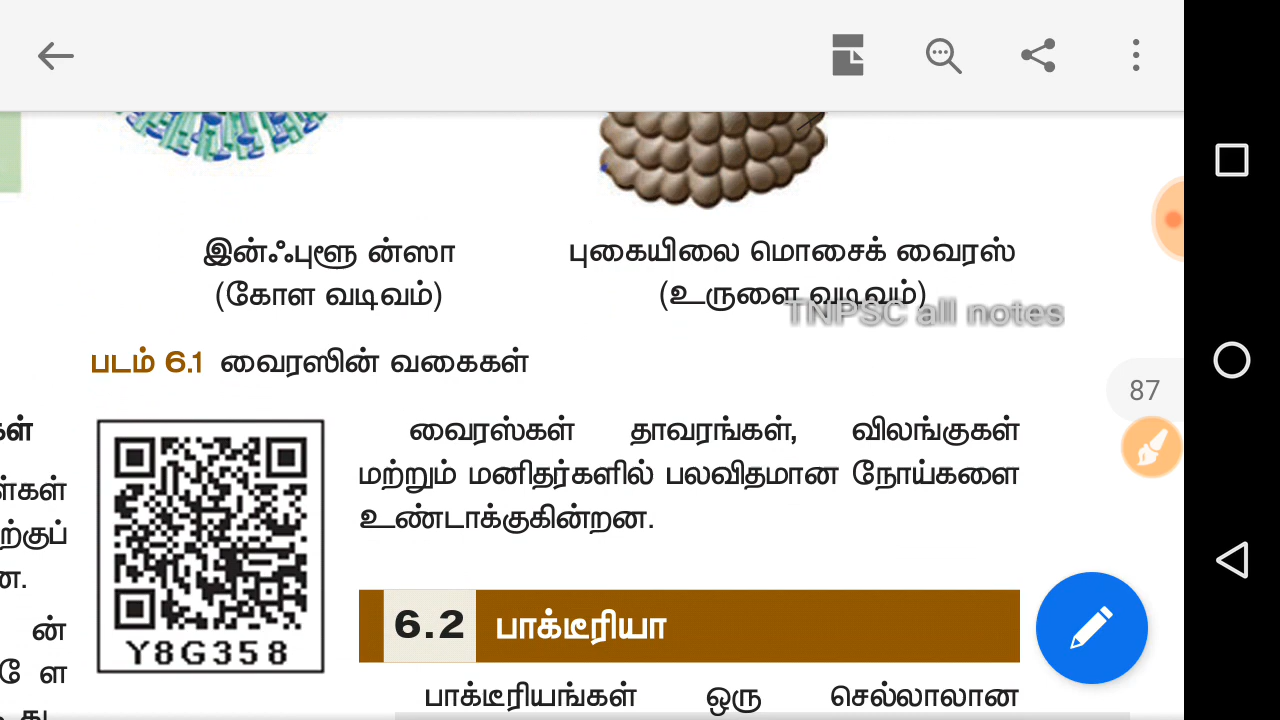 இன்ஃபுளூ ன்ஸா
(கோள வடிவம்)
புகையிலை மொசைக் வைரஸ்
(உருளை வடிவம்)
TNPSC all notes
படம் 6.1 வைரஸின் வகைகள்
87
வைரஸ்கள் தாவரங்கள், விலங்குகள்
மற்றும் மனிதர்களில் பலவிதமான நோய்களை
உண்டாக்குகின்றன.
Y8G358
6.2 பாக்டீரியா
பாக்டீரியங்கள் ஒரு செல்லாலான